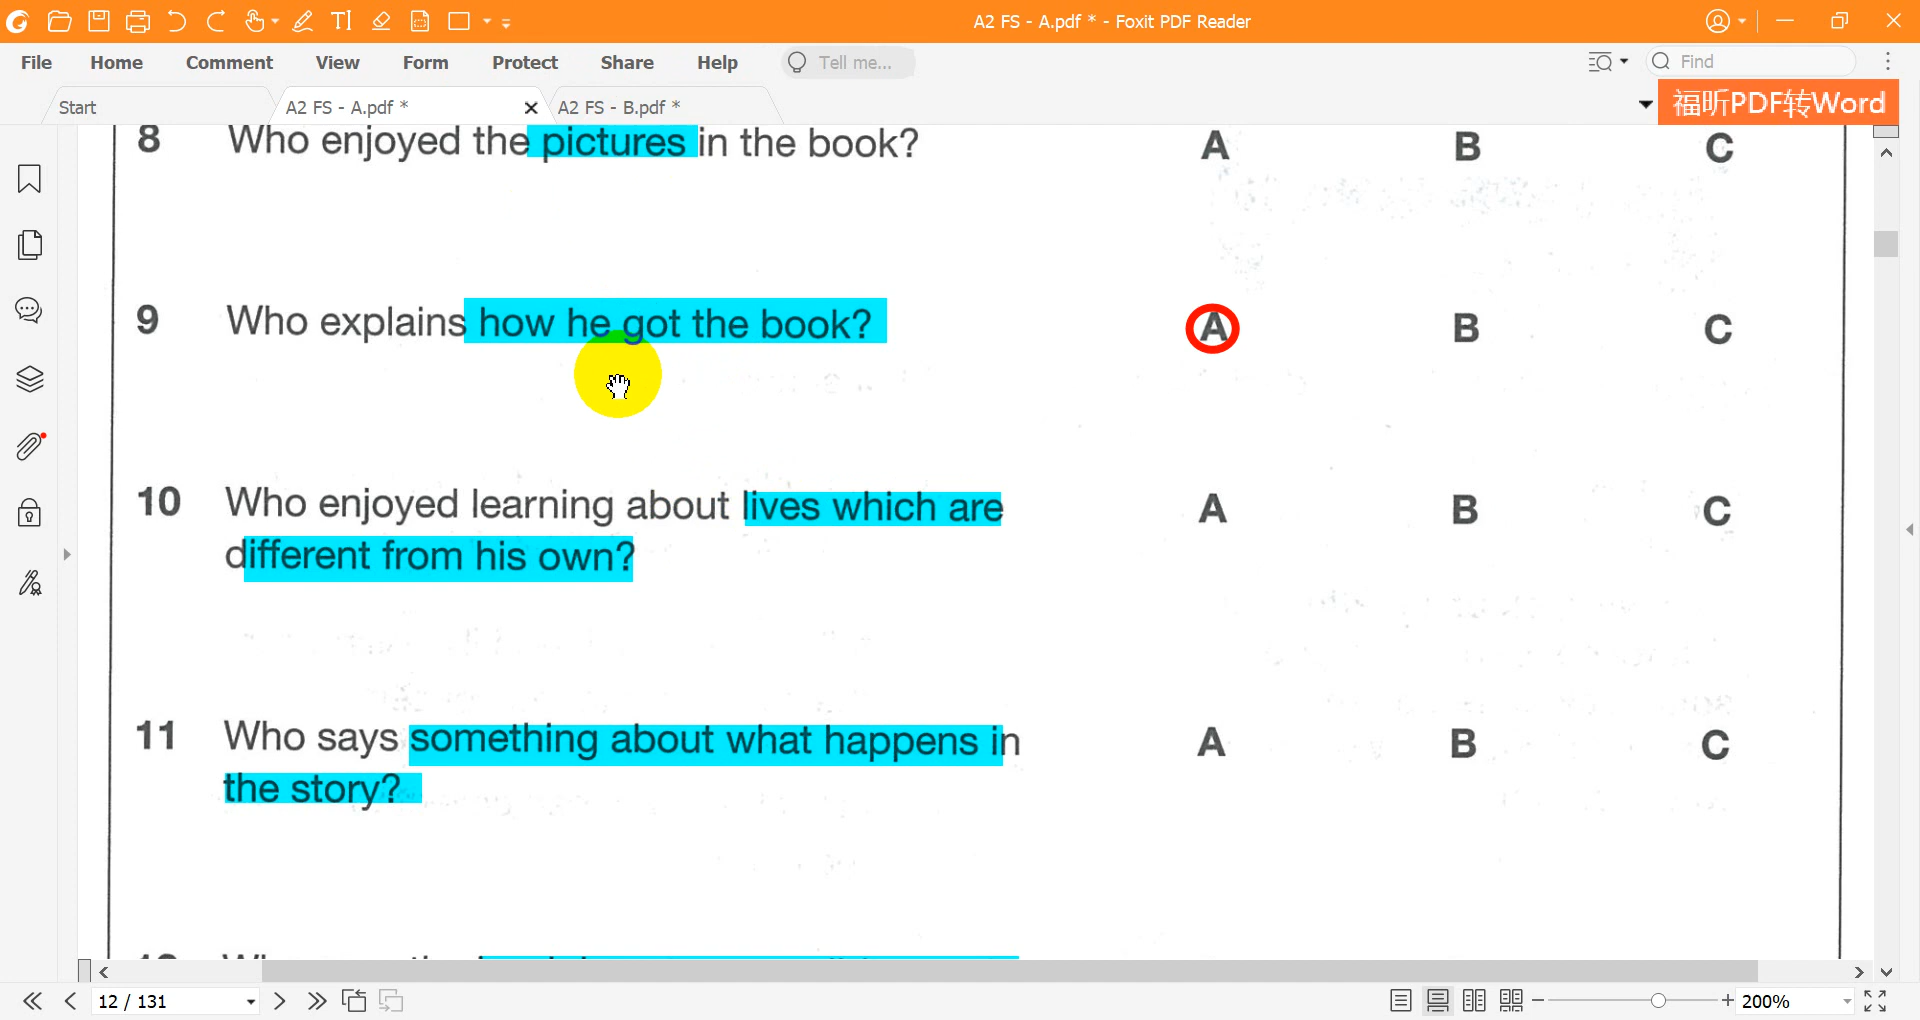 A2 FS - A.pdf * - Foxit PDF Reader
File Home Comment View Form Protect Share Help Tell me... Find
Start A2 FS - A.pdf * A2 FS - B.pdf * 福昕PDF转Word
8 Who enjoyed the pictures in the book? A B C
9 Who explains how he got the book? A B C
10 Who enjoyed learning about lives which are A B C
different from his own?
11 Who says something about what happens in A B C
the story?
12 / 131 200%